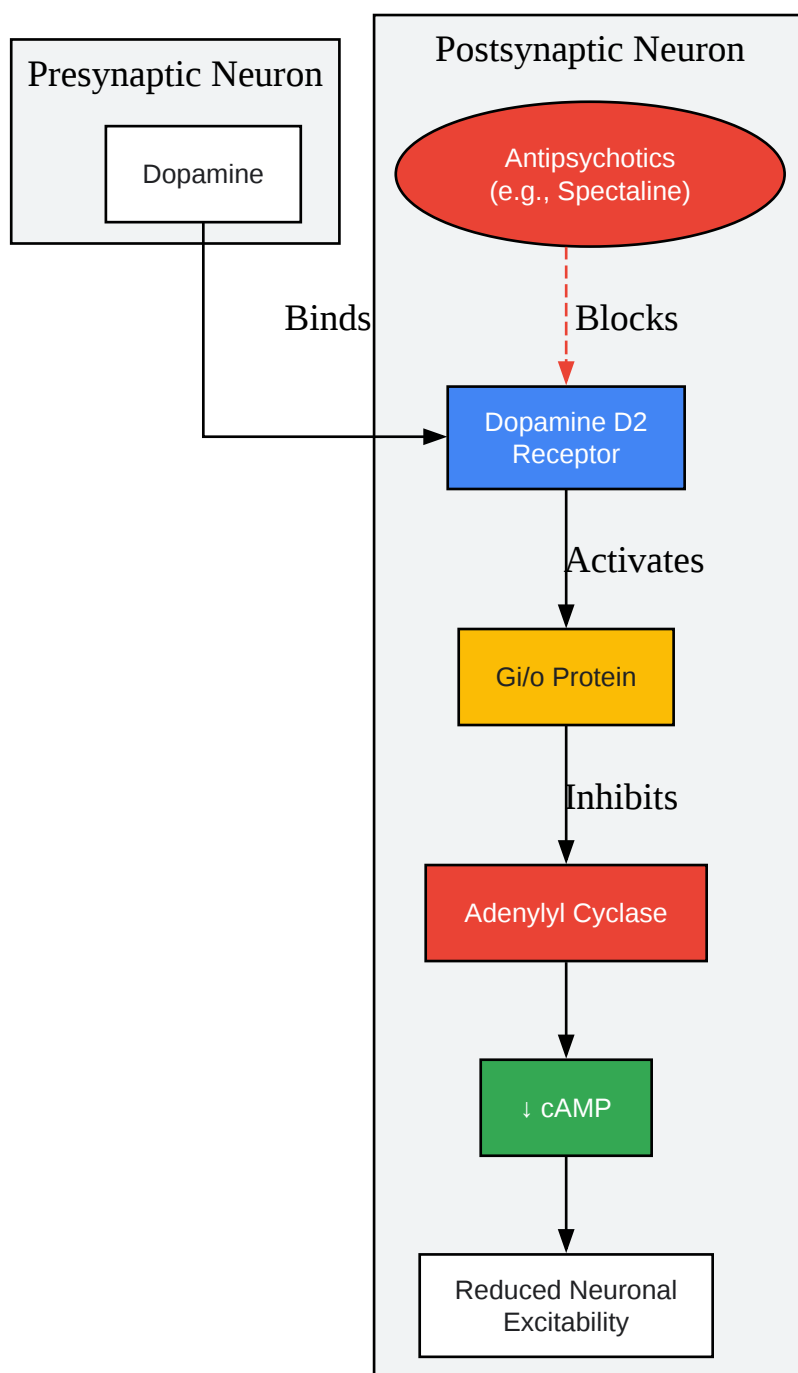 Presynaptic Neuron
Dopamine
Postsynaptic Neuron
Antipsychotics
(e.g., Spectaline)
Binds
Blocks
Dopamine D2
Receptor
Activates
Gi/o Protein
Inhibits
Adenylyl Cyclase
↓ cAMP
Reduced Neuronal
Excitability